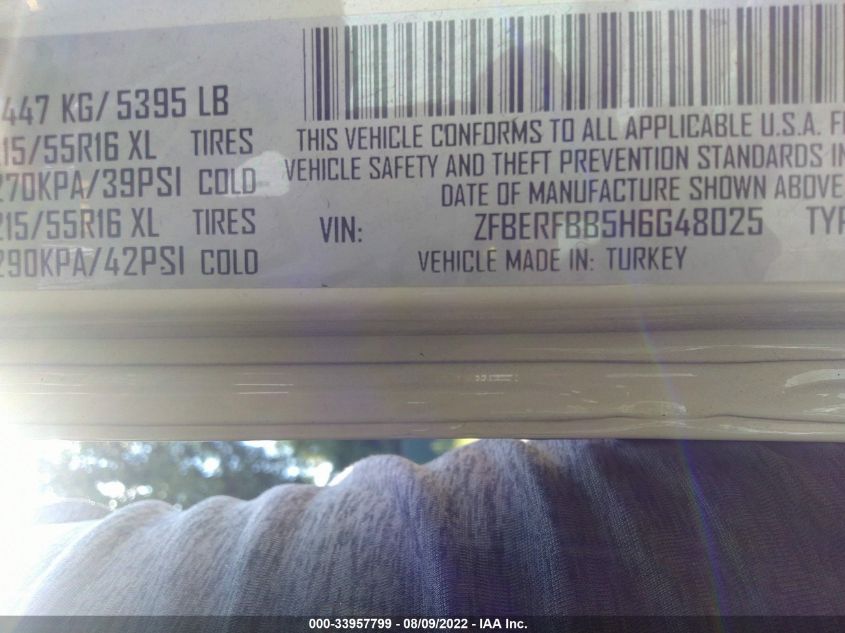 447 KG/ 5395 LB
15/55R16 XL TIRES
270KPA/39PSI COLD
215/55R16 XL TIRES
290KPA/42PSI COLD
THIS VEHICLE CONFORMS TO ALL APPLICABLE U.S.A. F
VEHICLE SAFETY AND THEFT PREVENTION STANDARDS IN
DATE OF MANUFACTURE SHOWN ABOVE
VIN: ZFBERFBB5H6G48025 TYP
VEHICLE MADE IN: TURKEY
000-33957799 - 08/09/2022 - IAA Inc.